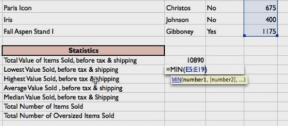 Paris Icon Christos No 675
Iris Johnson No 400
Fall Aspen Stand I Gibboney Yes 1175
Statistics
Total Value of Items Sold, before tax & shipping 10890
Lowest Value Sold, before tax & shipping =MIN(E5:E19)
Highest Value Sold, before tax & shipping MIN(number1, [number2], ...)
Average Value Sold , before tax & shipping
Median Value Sold, before tax & Shipping
Total Number of Items Sold
Total Number of Oversized Items Sold